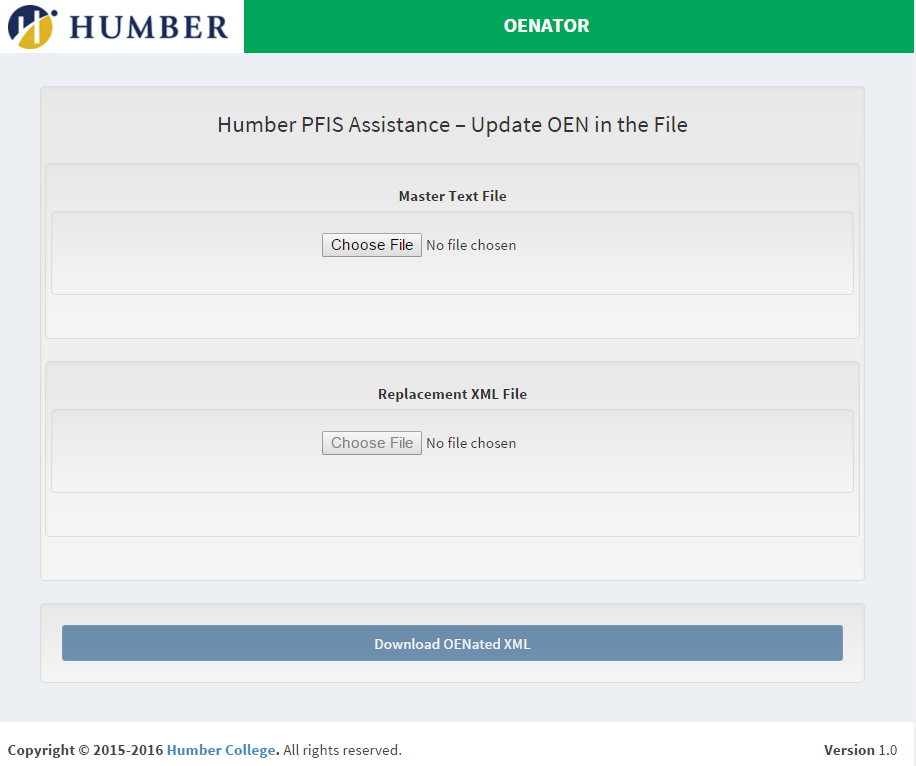 HUMBER
OENATOR
Humber PFIS Assistance – Update OEN in the File
Master Text File
Choose File No file chosen
Replacement XML File
Choose File No file chosen
Download OENated XML
Copyright © 2015-2016 Humber College. All rights reserved.
Version 1.0